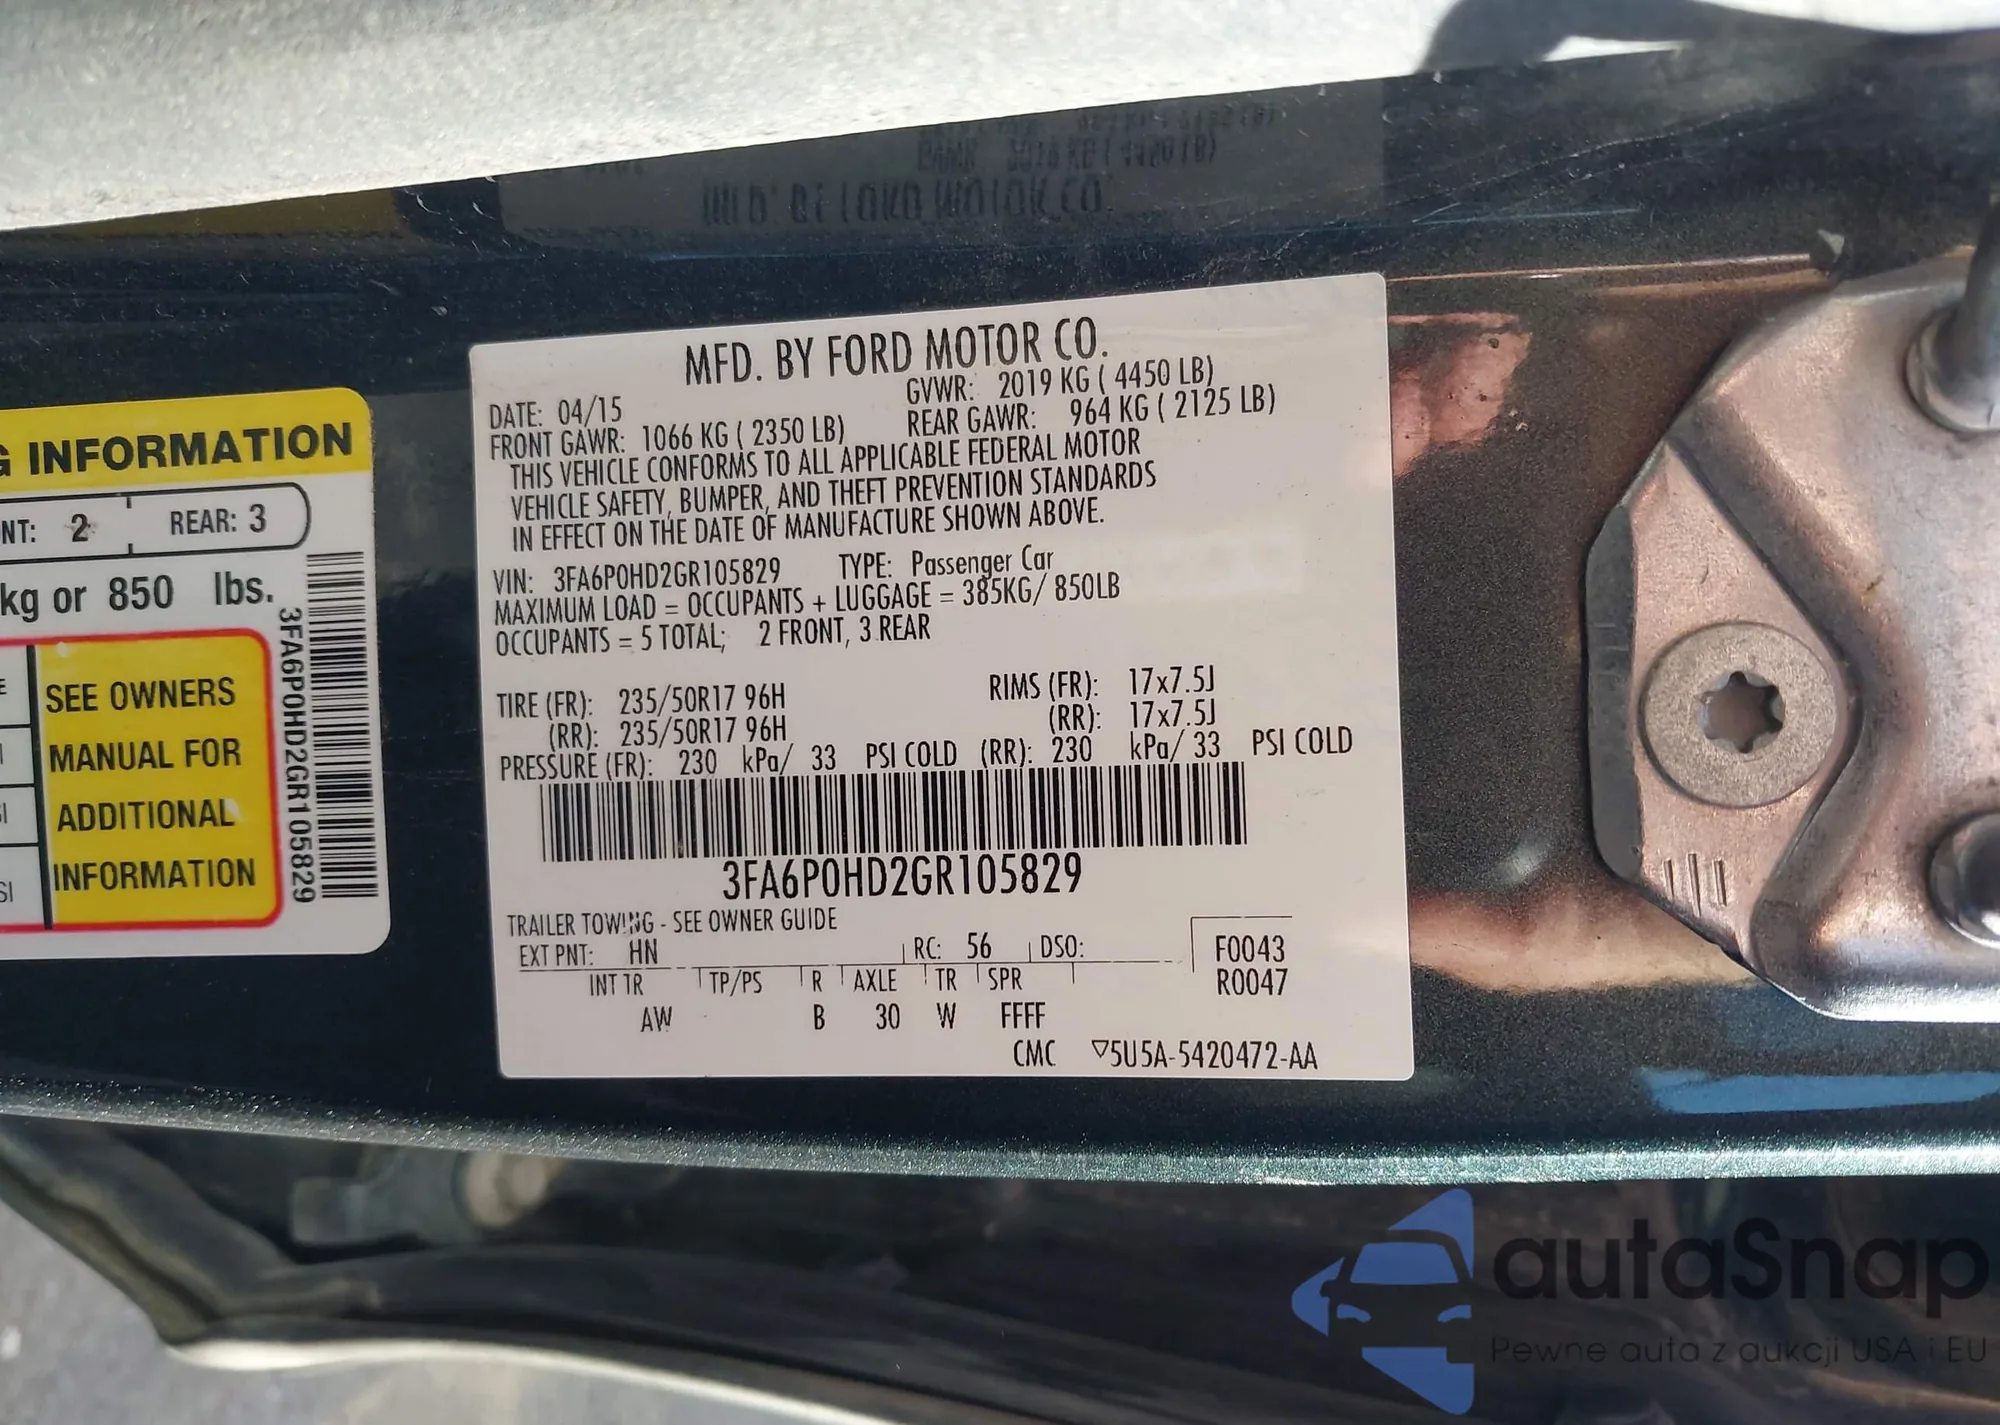 G INFORMATION
NT: 2 REAR: 3
kg or 850 lbs.
SEE OWNERS
MANUAL FOR
ADDITIONAL
INFORMATION
3FA6P0HD2GR105829
MFD. BY FORD MOTOR CO.
DATE: 04/15 GVWR: 2019 KG ( 4450 LB)
FRONT GAWR: 1066 KG ( 2350 LB) REAR GAWR: 964 KG ( 2125 LB)
THIS VEHICLE CONFORMS TO ALL APPLICABLE FEDERAL MOTOR
VEHICLE SAFETY, BUMPER, AND THEFT PREVENTION STANDARDS
IN EFFECT ON THE DATE OF MANUFACTURE SHOWN ABOVE.
VIN: 3FA6P0HD2GR105829 TYPE: Passenger Car
MAXIMUM LOAD = OCCUPANTS + LUGGAGE = 385KG/ 850LB
OCCUPANTS = 5 TOTAL; 2 FRONT, 3 REAR
TIRE (FR): 235/50R17 96H RIMS (FR): 17x7.5J
(RR): 235/50R17 96H (RR): 17x7.5J
PRESSURE (FR): 230 kPa/ 33 PSI COLD (RR): 230 kPa/ 33 PSI COLD
3FA6P0HD2GR105829
TRAILER TOWING - SEE OWNER GUIDE
EXT PNT: HN RC: 56 DSO: F0043
INT TR TP/PS R AXLE TR SPR R0047
AW B 30 W FFFF
CMC ▽5U5A-5420472-AA
autaSnap
Pewne auta z aukcji USA i EU